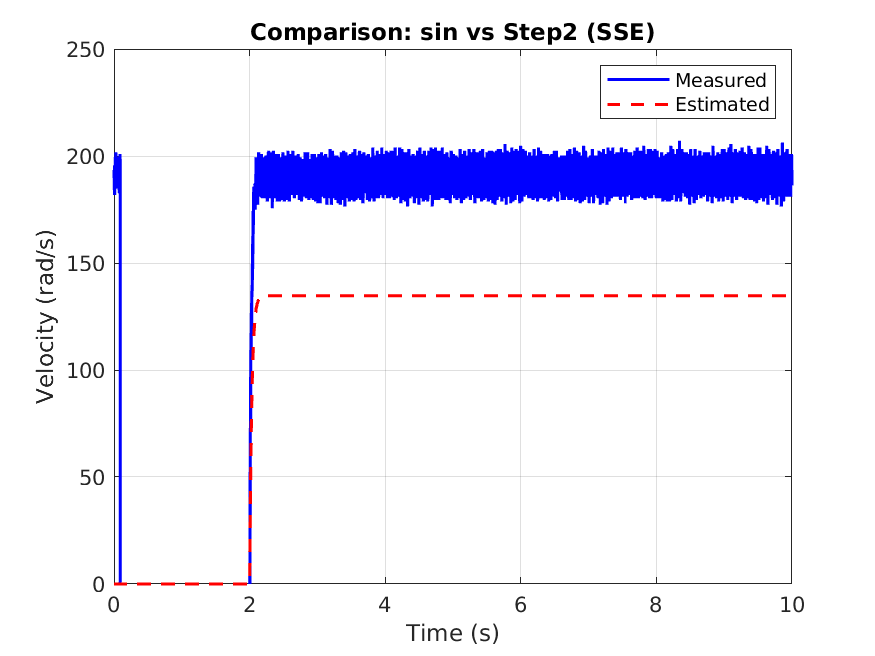 Comparison: sin vs Step2 (SSE)
250
200
150
100
50
0
Velocity (rad/s)
Measured
Estimated
0 2 4 6 8 10
Time (s)